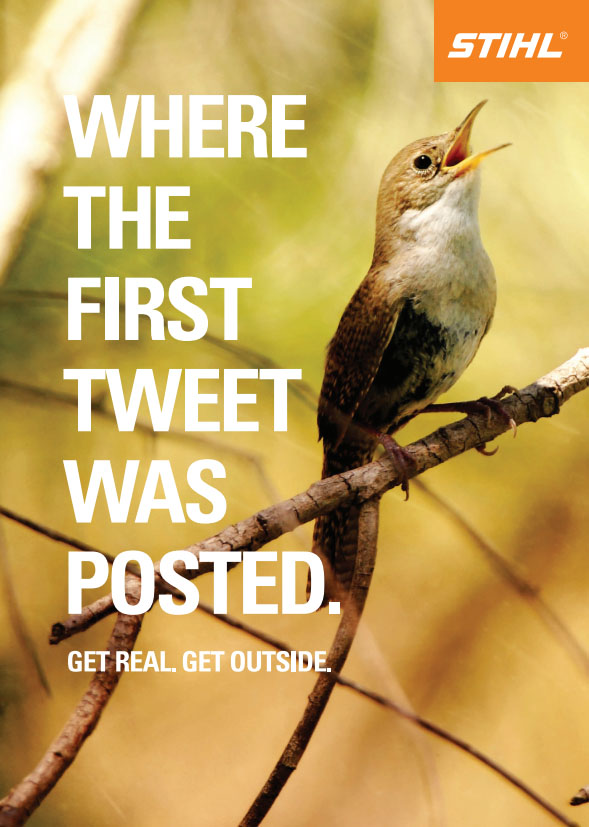 STIHL®
WHERE
THE
FIRST
TWEET
WAS
POSTED.
GET REAL. GET OUTSIDE.